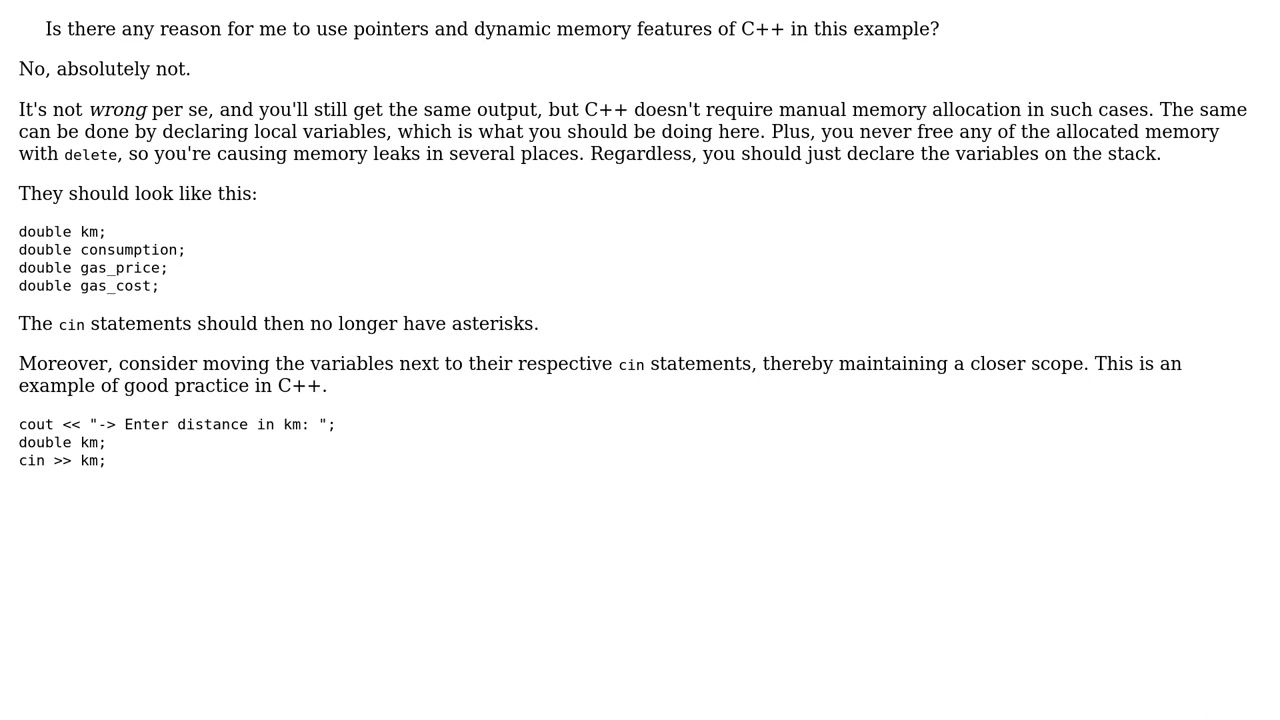 Is there any reason for me to use pointers and dynamic memory features of C++ in this example?
No, absolutely not.
It's not wrong per se, and you'll still get the same output, but C++ doesn't require manual memory allocation in such cases. The same
can be done by declaring local variables, which is what you should be doing here. Plus, you never free any of the allocated memory
with delete, so you're causing memory leaks in several places. Regardless, you should just declare the variables on the stack.
They should look like this:
double km;
double consumption;
double gas_price;
double gas_cost;
The cin statements should then no longer have asterisks.
Moreover, consider moving the variables next to their respective cin statements, thereby maintaining a closer scope. This is an
example of good practice in C++.
cout << "-> Enter distance in km: ";
double km;
cin >> km;